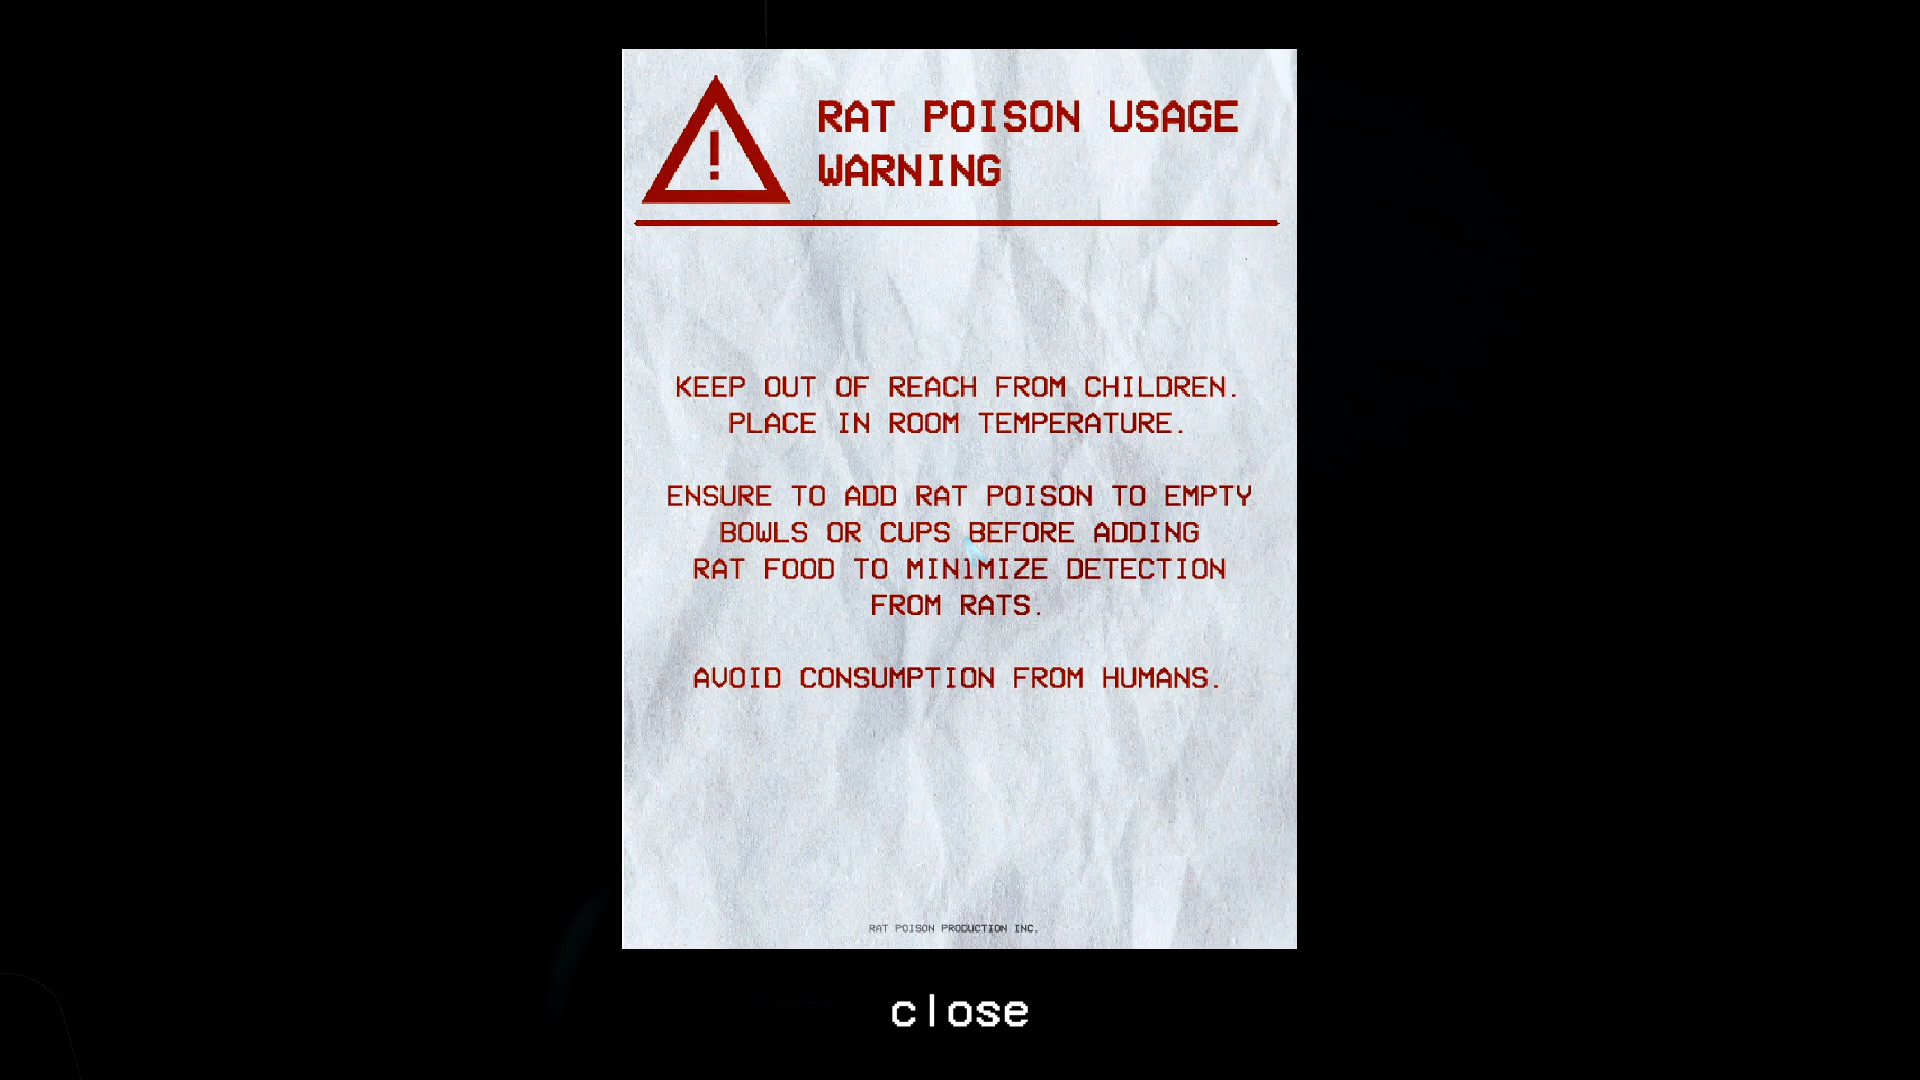 !
RAT POISON USAGE
WARNING
KEEP OUT OF REACH FROM CHILDREN.
PLACE IN ROOM TEMPERATURE.
ENSURE TO ADD RAT POISON TO EMPTY
BOWLS OR CUPS BEFORE ADDING
RAT FOOD TO MINIMIZE DETECTION
FROM RATS.
AVOID CONSUMPTION FROM HUMANS.
RAT POISON PRODUCTION INC.
close